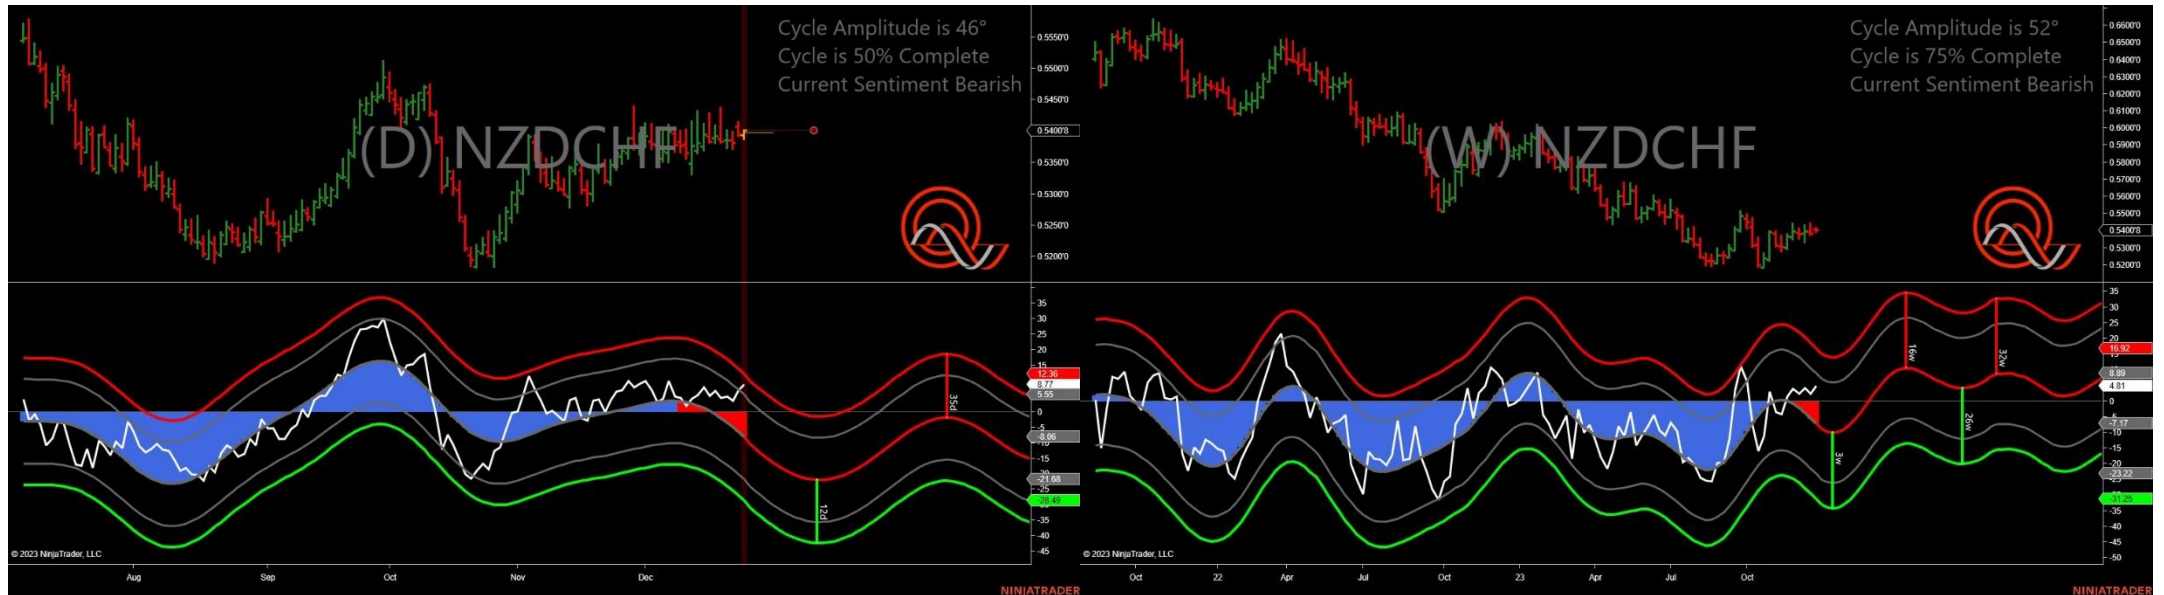 Cycle Amplitude is 46°
Cycle is 50% Complete
Current Sentiment Bearish
(D) NZDCHF
0.5550'0
0.5500'0
0.5450'0
0.5400'8
0.5350'0
0.5300'0
0.5250'0
0.5200'0
35
30
25
20
15
12.36
8.77
5.55
0
-5
-8.06
-15
-21.68
-25
-28.49
-35
-40
-45
35d
12d
© 2023 NinjaTrader, LLC
Aug
Sep
Oct
Nov
Dec
NINJATRADER
Cycle Amplitude is 52°
Cycle is 75% Complete
Current Sentiment Bearish
(W) NZDCHF
0.6600'0
0.6500'0
0.6400'0
0.6300'0
0.6200'0
0.6100'0
0.6000'0
0.5900'0
0.5800'0
0.5700'0
0.5600'0
0.5500'0
0.5400'8
0.5300'0
0.5200'0
35
30
25
20
16.92
8.89
4.81
0
-7.17
-10
-15
-20
-23.22
-31.25
-35
-40
-45
-50
16w
32w
26w
3w
© 2023 NinjaTrader, LLC
Oct
22
Apr
Jul
Oct
23
Apr
Jul
Oct
NINJATRADER